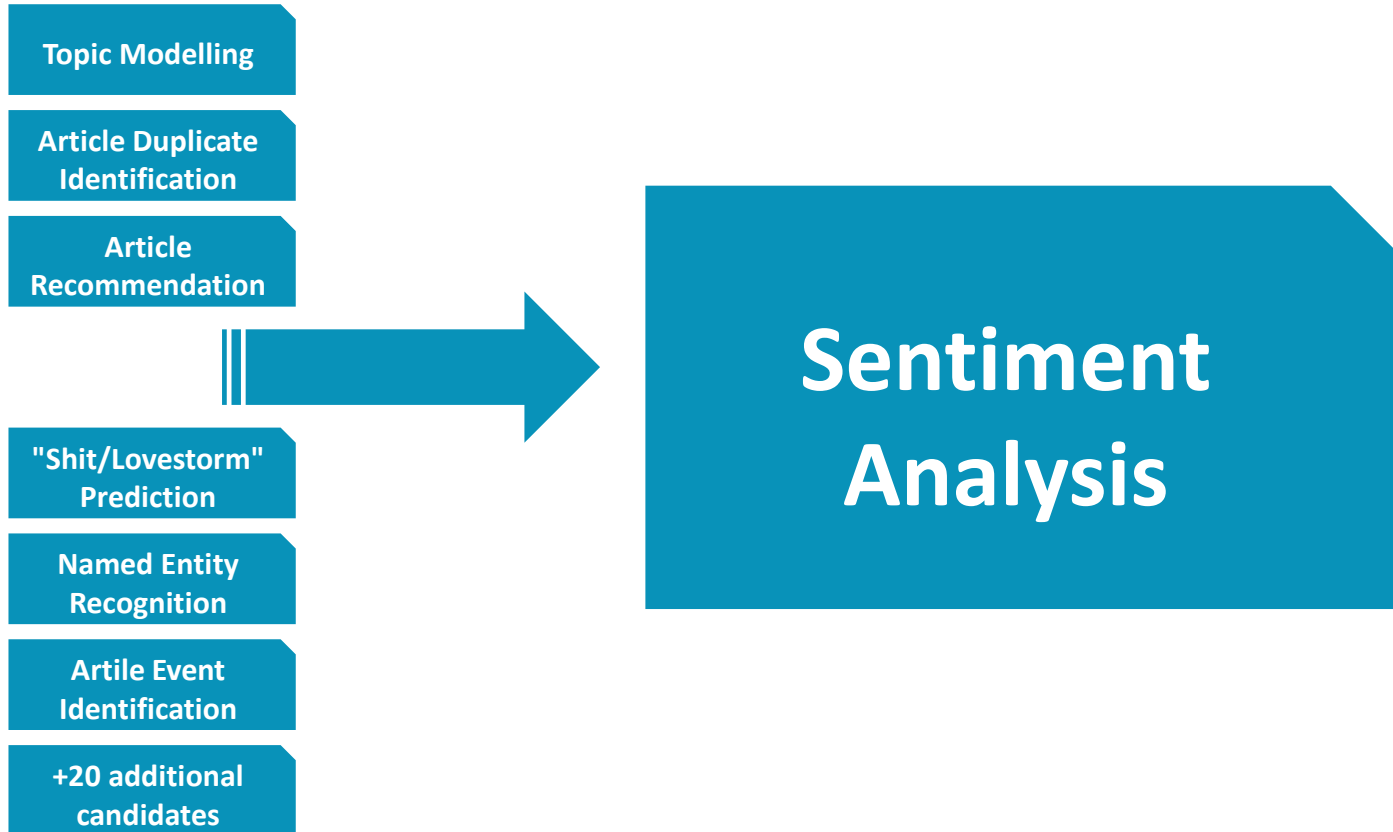 Topic Modelling
Article Duplicate
Identification
Article
Recommendation
"Shit/Lovestorm"
Prediction
Named Entity
Recognition
Artile Event
Identification
+20 additional
candidates
Sentiment
Analysis